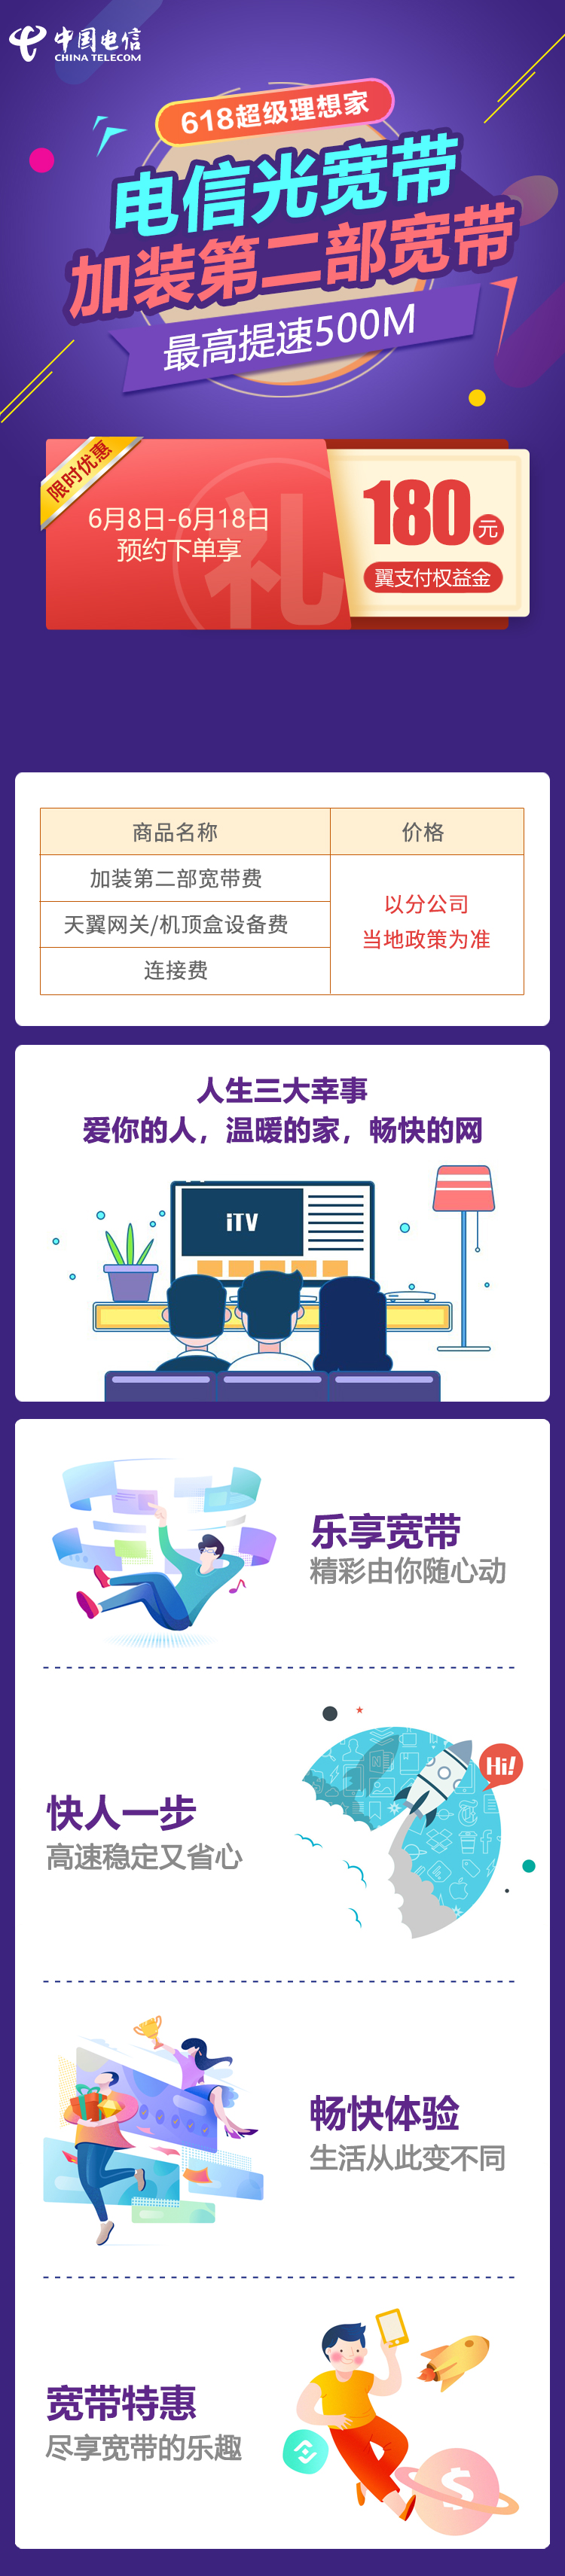 中国电信
CHINA TELECOM
618超级理想家
电信光宽带
加装第二部宽带
最高提速500M
限时优惠
礼
6月8日-6月18日
预约下单享
180元
翼支付权益金
商品名称
价格
加装第二部宽带费
天翼网关/机顶盒设备费
连接费
以分公司
当地政策为准
人生三大幸事
爱你的人，温暖的家，畅快的网
iTV
乐享宽带
精彩由你随心动
Hi!
快人一步
高速稳定又省心
畅快体验
生活从此变不同
宽带特惠
尽享宽带的乐趣
$